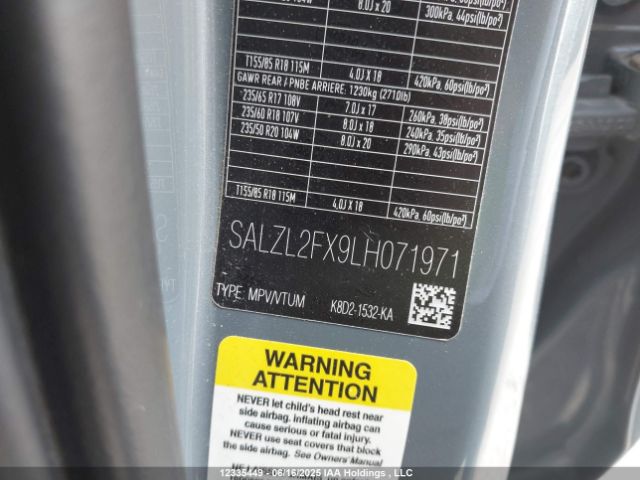 8.0J x 20
300kPa, 44psi(lb/po²)
T155/85 R18 115M 4.0J X 18 420kPa, 60psi(lb/po²)
GAWR REAR / PNBE ARRIERE: 1230kg (2710lb)
235/65 R17 108V 7.0J x 17 260kPa, 38psi(lb/po²)
235/60 R18 107V 8.0J x 18 240kPa, 35psi(lb/po²)
235/50 R20 104W 8.0J x 20 290kPa, 43psi(lb/po²)
T155/85 R18 115M 4.0J X 18 420kPa, 60psi(lb/po²)
SALZL2FX9LH071971
TYPE: MPV/VTUM K8D2-1532-KA
WARNING
ATTENTION
NEVER let child's head rest near
side airbag. Inflating airbag can
cause serious or fatal injury.
NEVER use seat covers that block
the side airbag. See Owners Manual
12335449 - 06/16/2025 IAA Holdings, LLC.